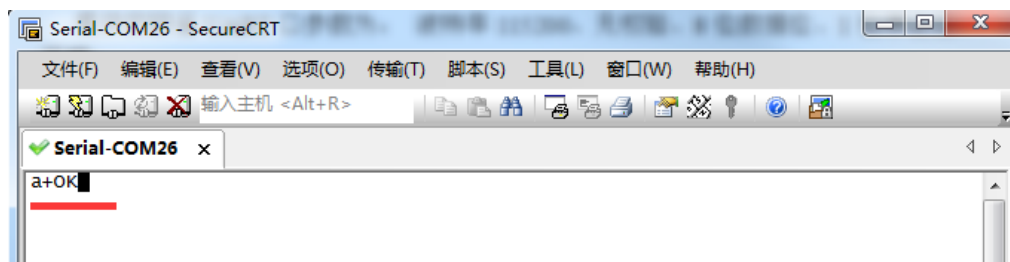 Serial-COM26 - SecureCRT
文件(F) 编辑(E) 查看(V) 选项(O) 传输(T) 脚本(S) 工具(L) 窗口(W) 帮助(H)
输入主机 <Alt+R>
Serial-COM26 x
a+OK